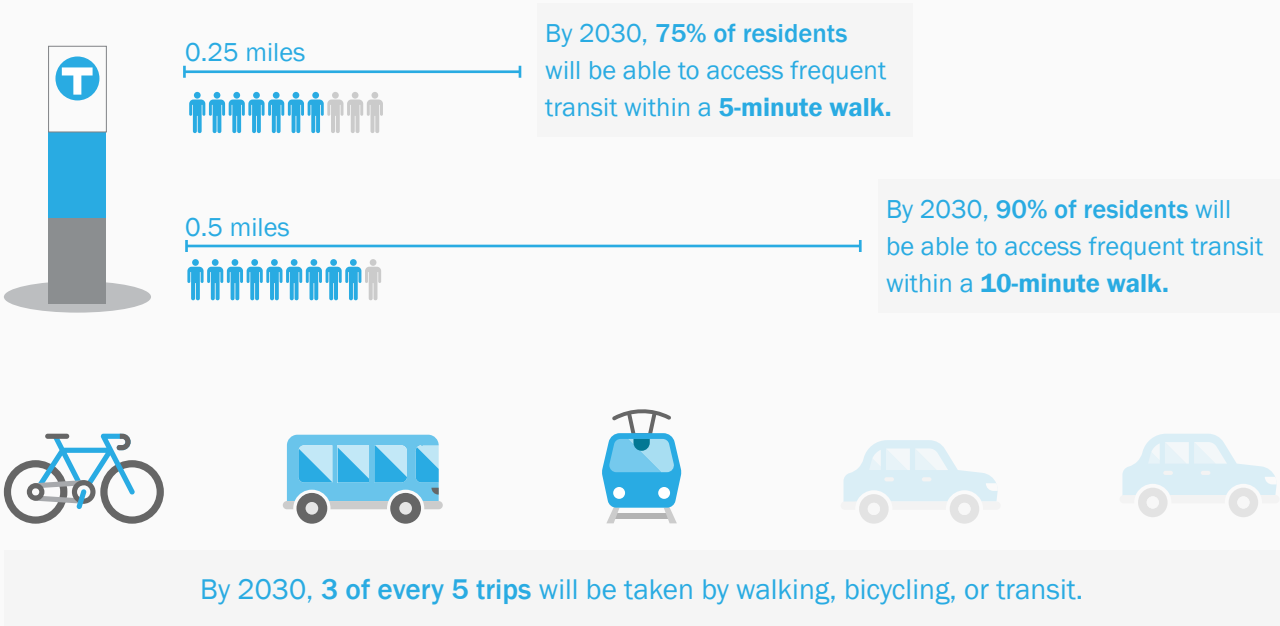 T
0.25 miles
By 2030, 75% of residents
will be able to access frequent
transit within a 5-minute walk.
0.5 miles
By 2030, 90% of residents will
be able to access frequent transit
within a 10-minute walk.
By 2030, 3 of every 5 trips will be taken by walking, bicycling, or transit.